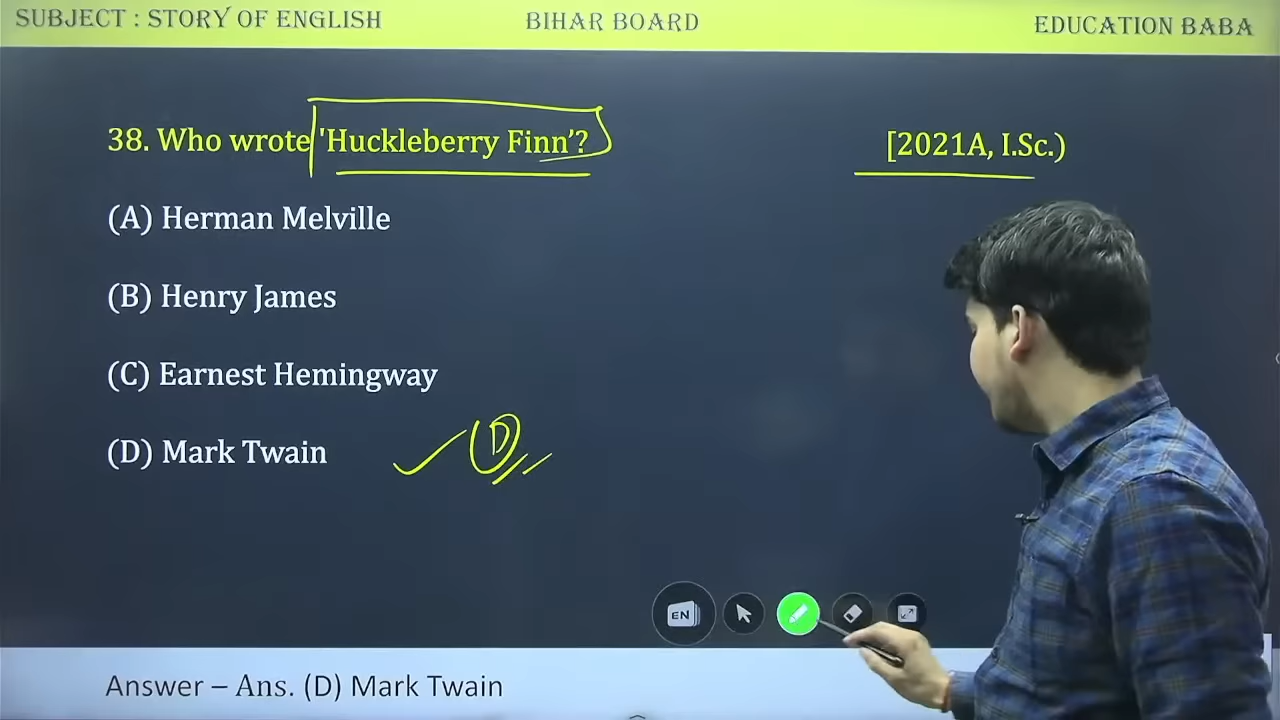 SUBJECT : STORY OF ENGLISH BIHAR BOARD EDUCATION BABA
38. Who wrote 'Huckleberry Finn'? [2021A, I.Sc.)
(A) Herman Melville
(B) Henry James
(C) Earnest Hemingway
(D) Mark Twain D
EN
Answer – Ans. (D) Mark Twain